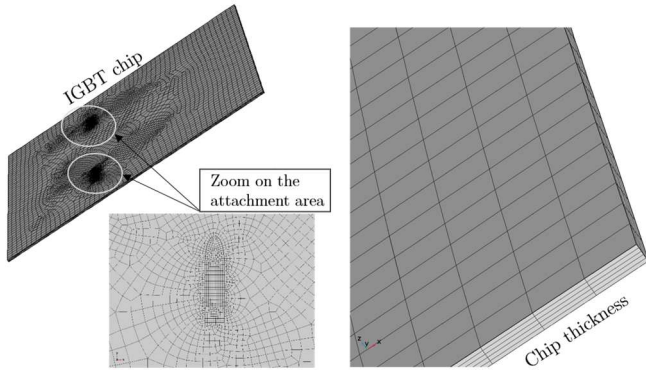 IGBT chip
Zoom on the
attachment area
z
y
x
Chip thickness